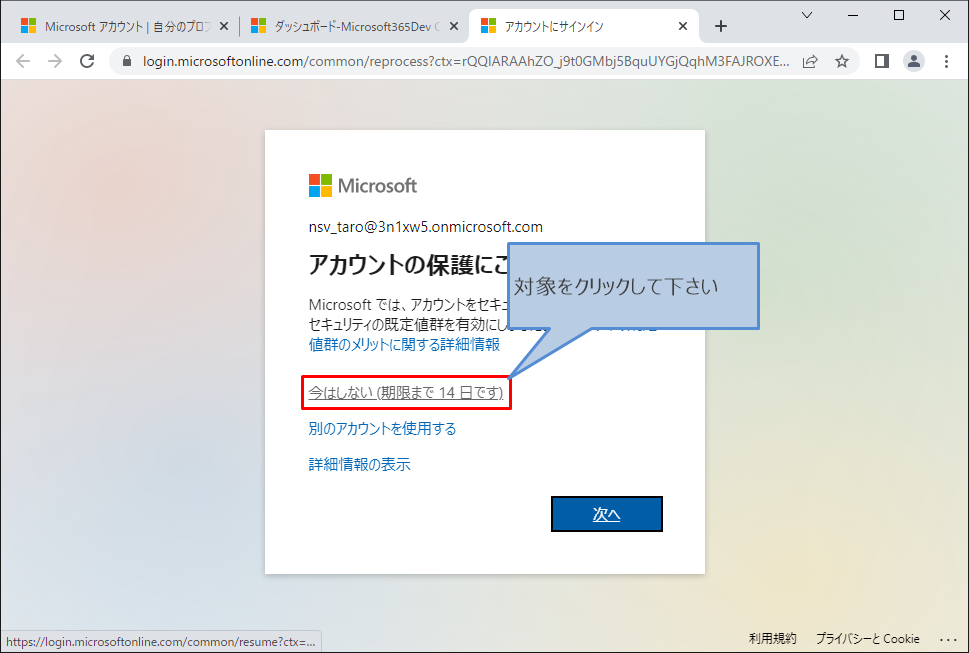 Microsoft アカウント | 自分のプロフ
ダッシュボード-Microsoft365Dev
アカウントにサインイン
login.microsoftonline.com/common/reprocess?ctx=rQQIARAAhZO_j9t0GMbj5BquUYGjQqhM3FAJROXE...
Microsoft
nsv_taro@3n1xw5.onmicrosoft.com
アカウントの保護にご
対象をクリックして下さい
Microsoft では、アカウントをセキュ
セキュリティの既定値群を有効にし
値群のメリットに関する詳細情報
今はしない (期限まで 14 日です)
別のアカウントを使用する
詳細情報の表示
次へ
https://login.microsoftonline.com/common/resume?ctx=...
利用規約 プライバシーと Cookie ...